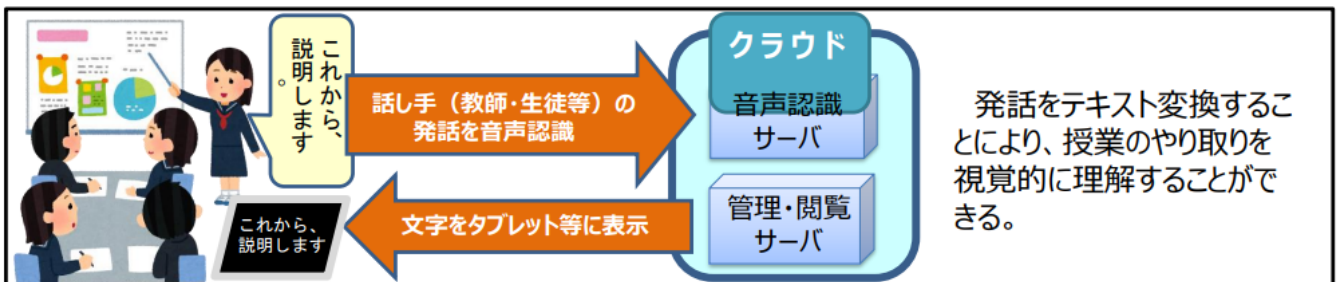 これから、
説明します。
話し手（教師・生徒等）の
発話を音声認識
クラウド
音声認識
サーバ
管理・閲覧
サーバ
文字をタブレット等に表示
これから、
説明します
発話をテキスト変換するこ
とにより、授業のやり取りを
視覚的に理解することがで
きる。